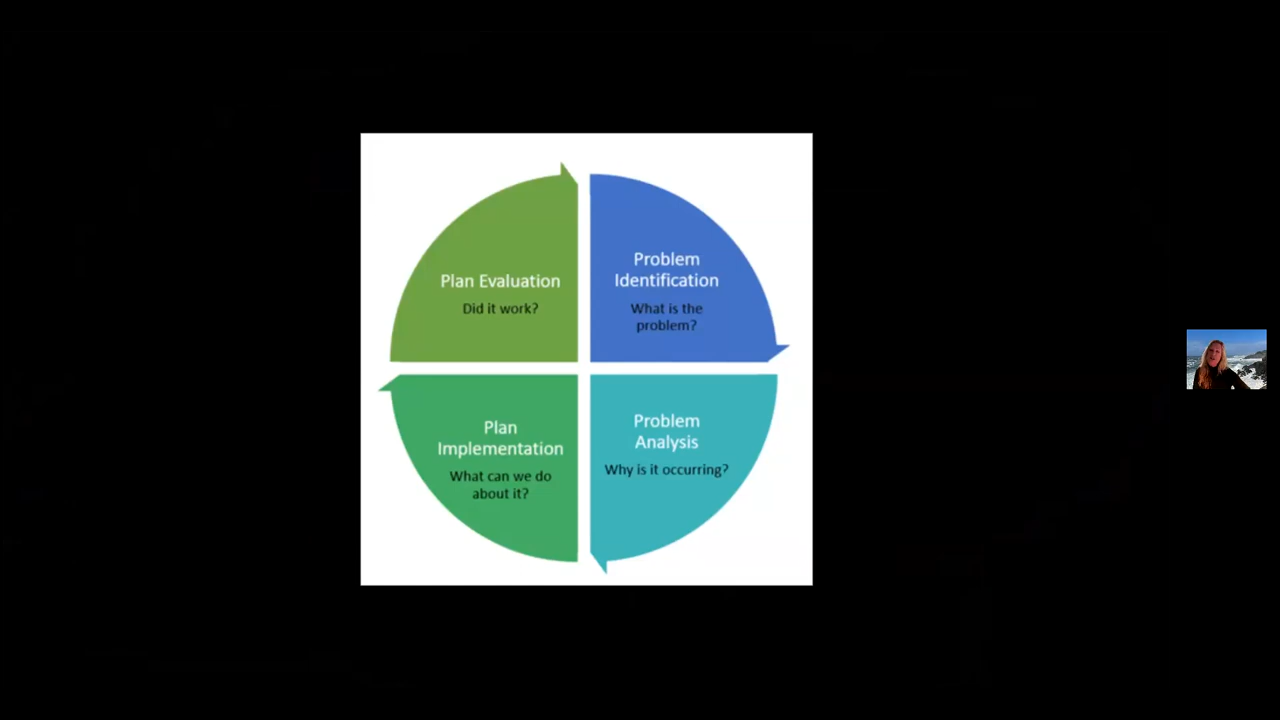 Plan Evaluation
Did it work?
Problem
Identification
What is the
problem?
Plan
Implementation
What can we do
about it?
Problem
Analysis
Why is it occurring?